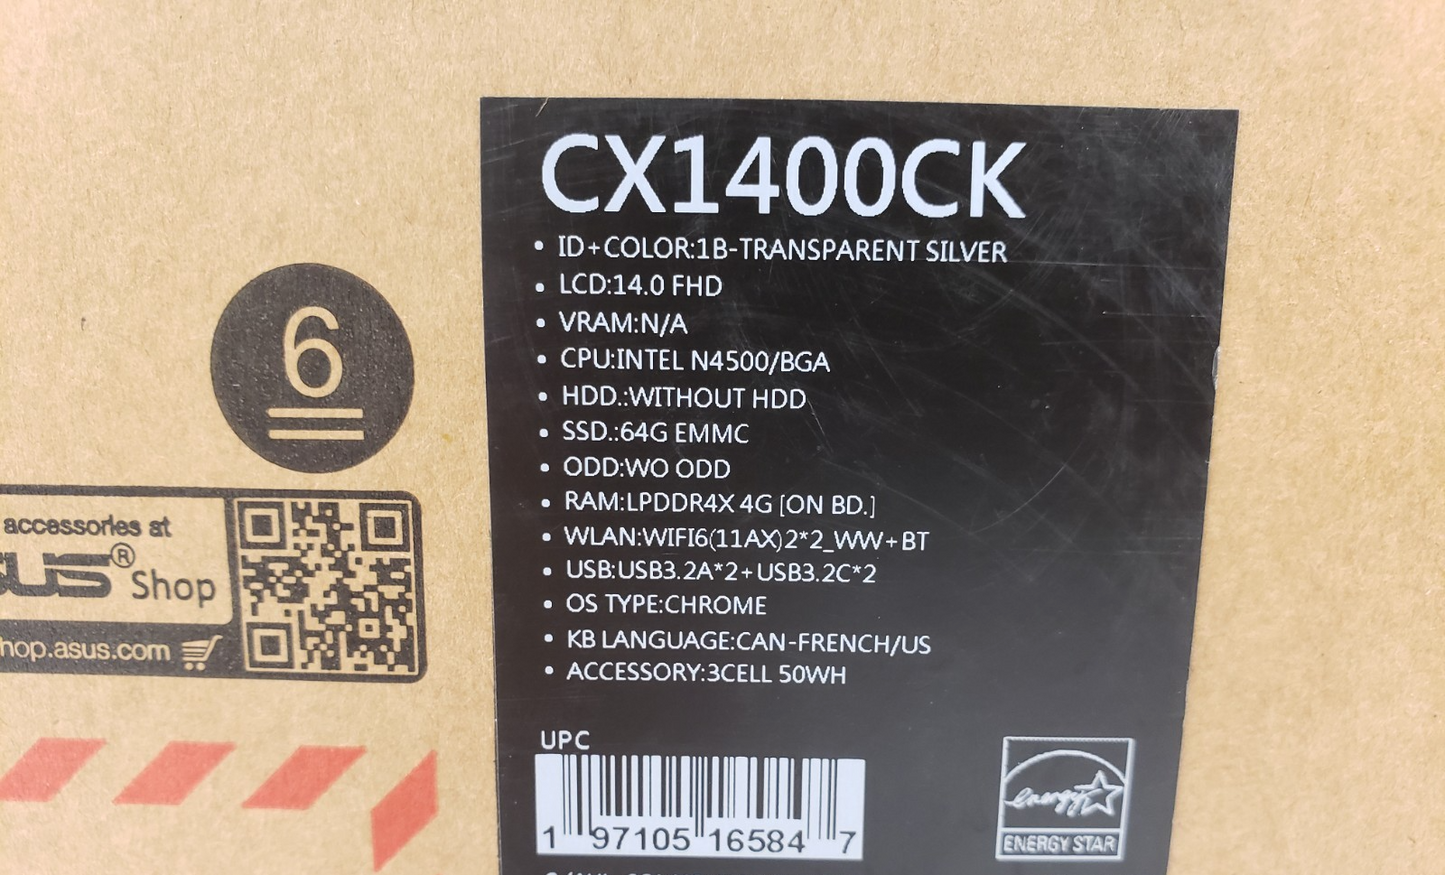 6
accessories at
Shop
shop.asus.com
CX1400CK
• ID+COLOR:1B-TRANSPARENT SILVER
• LCD:14.0 FHD
• VRAM:N/A
• CPU:INTEL N4500/BGA
• HDD.:WITHOUT HDD
• SSD.:64G EMMC
• ODD:WO ODD
• RAM:LPDDR4X 4G [ON BD.]
• WLAN:WIFI6(11AX)2*2_WW+BT
• USB:USB3.2A*2+USB3.2C*2
• OS TYPE:CHROME
• KB LANGUAGE:CAN-FRENCH/US
• ACCESSORY:3CELL 50WH
UPC
1 97105 16584 7
energy
ENERGY STAR